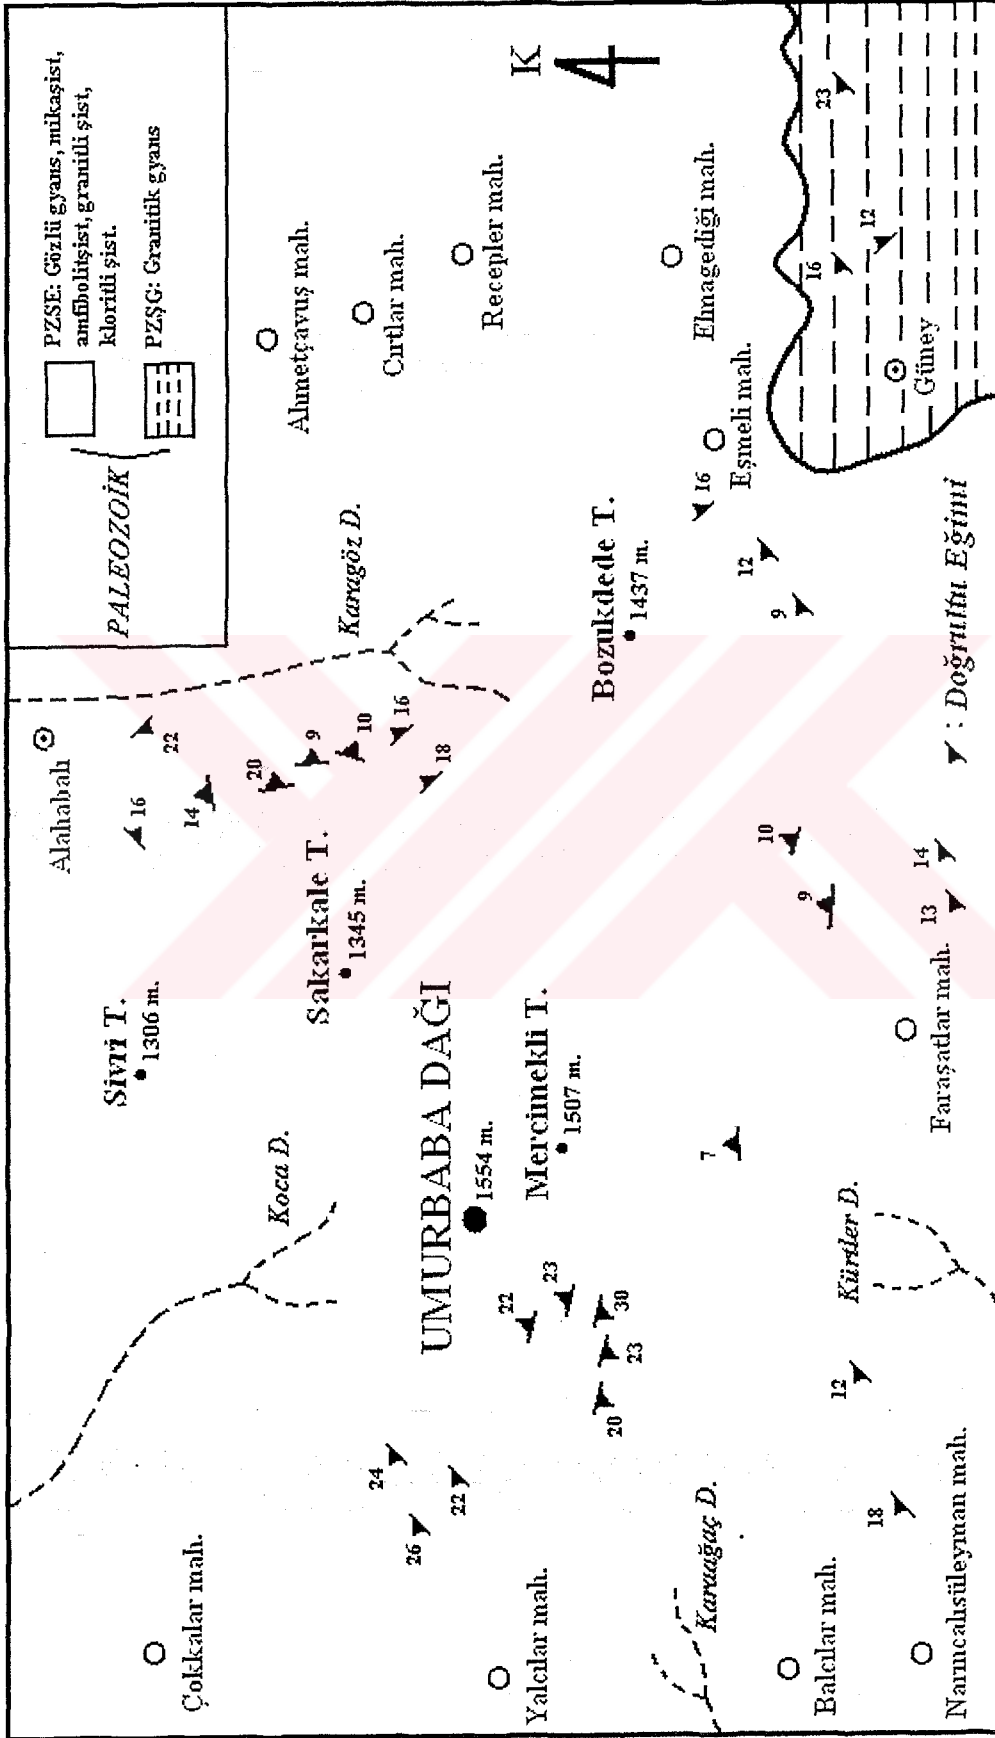 PALEOZOİK
PZSE: Gözlü gyans, mikaşist,
amfibolitşist, granitli şist,
kloritli şist.
PZŞG: Granitik gyans
K
Alahabalı
22
16
14
20
9
10
16
18
Karagöz D.
Ahmetçavuş mah.
Cırtlar mah.
Recepler mah.
Elmagediği mah.
Eşmeli mah.
16
12
9
Bozukdede T.
1437 m.
Sivri T.
1306 m.
Sakarkale T.
1345 m.
Koca D.
UMURBABA DAĞI
1554 m.
Mercimekli T.
1507 m.
22
23
20
23
30
24
26
22
7
10
9
13
14
Çokkalar mah.
Yalcılar mah.
Karaağaç D.
Balcılar mah.
Narıncalısüleyman mah.
18
12
Kürtler D.
Faraşatlar mah.
23
12
16
Güney
: Doğrultu Eğimi